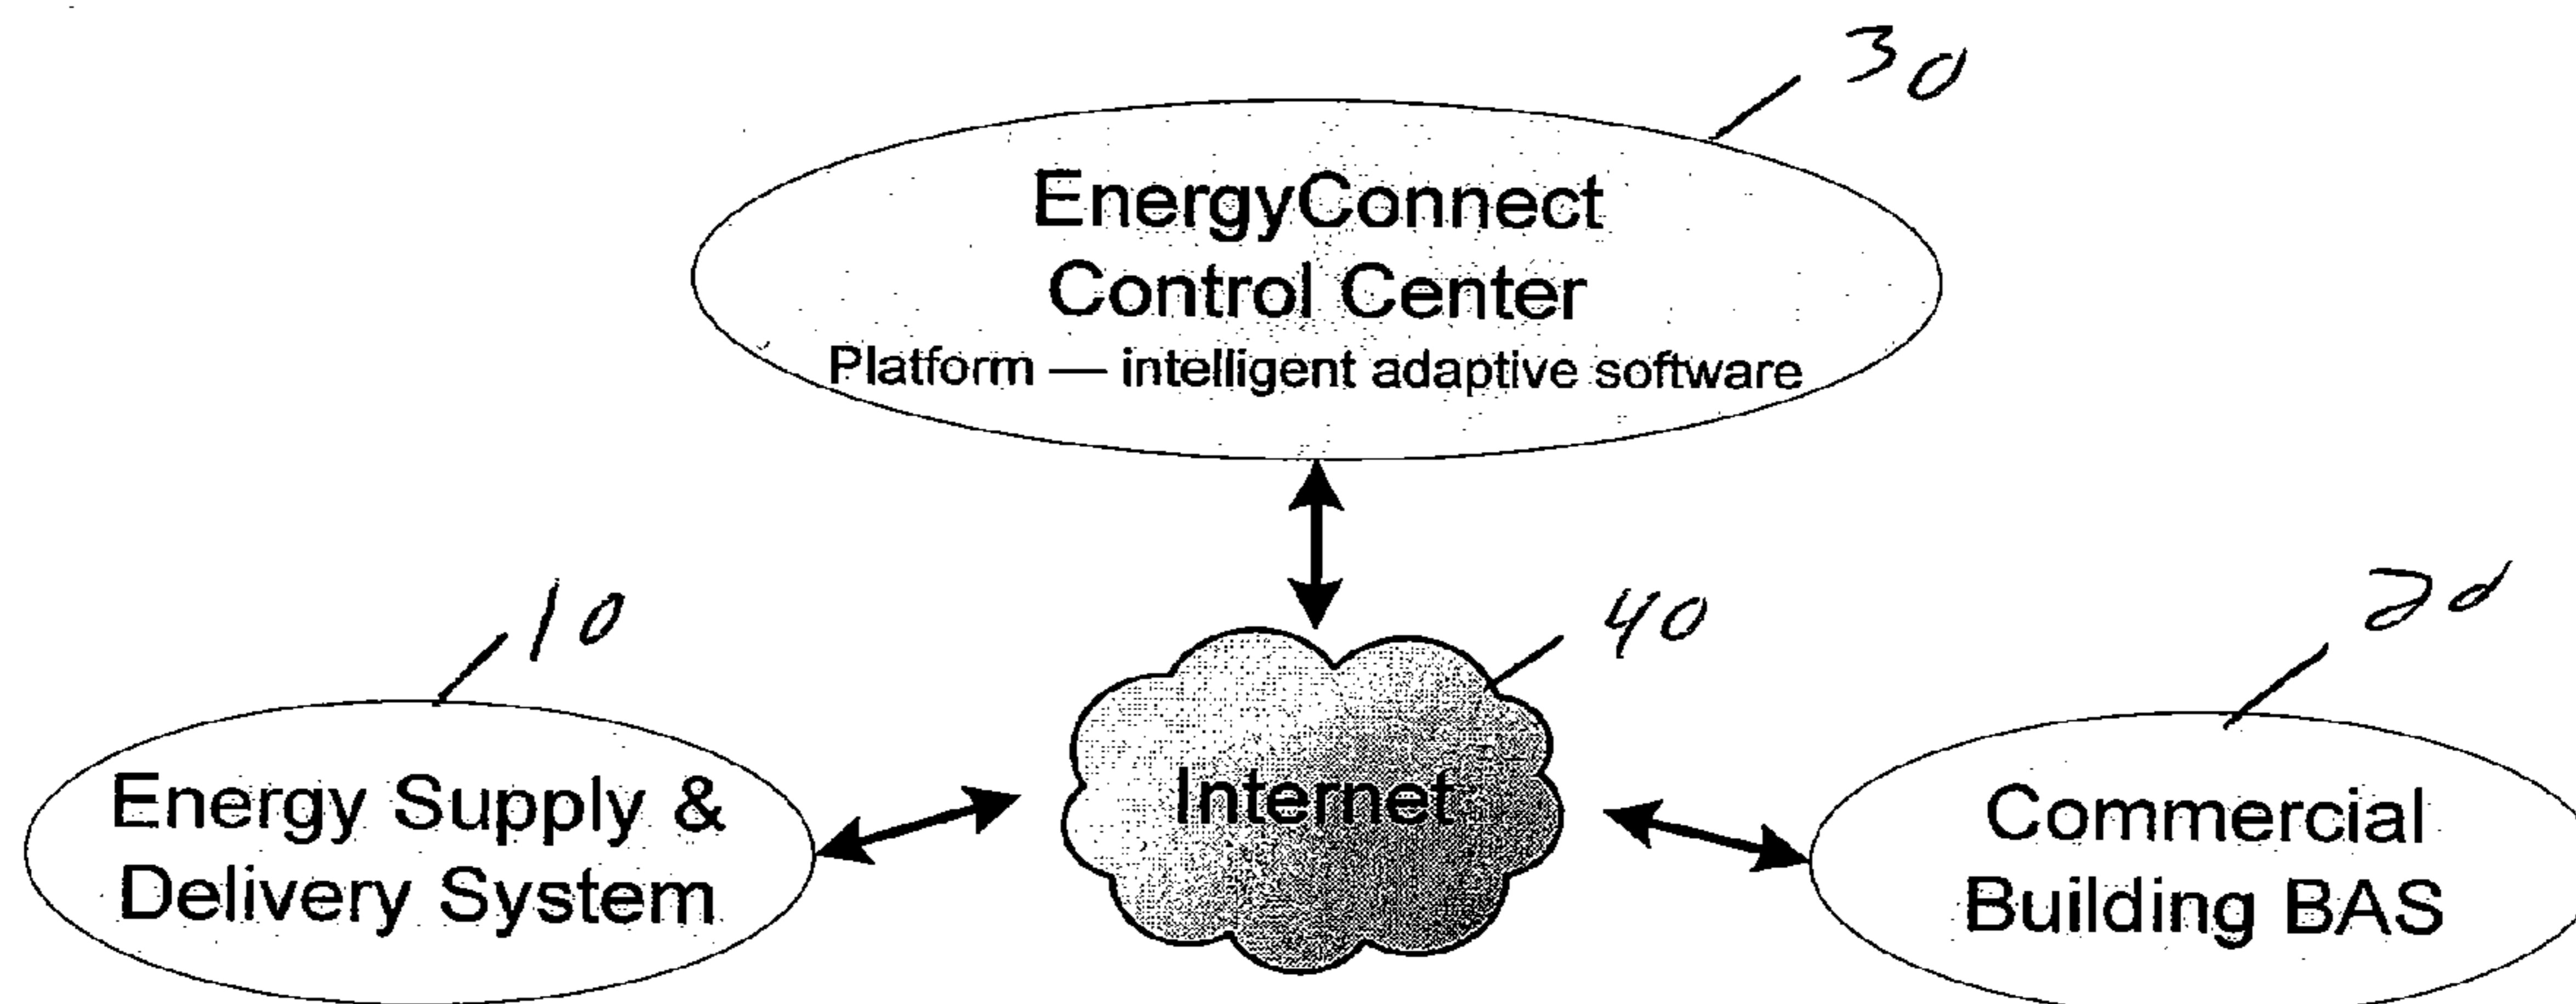 30
EnergyConnect
Control Center
Platform — intelligent adaptive software
10
40
20
Energy Supply &
Delivery System
Internet
Commercial
Building BAS